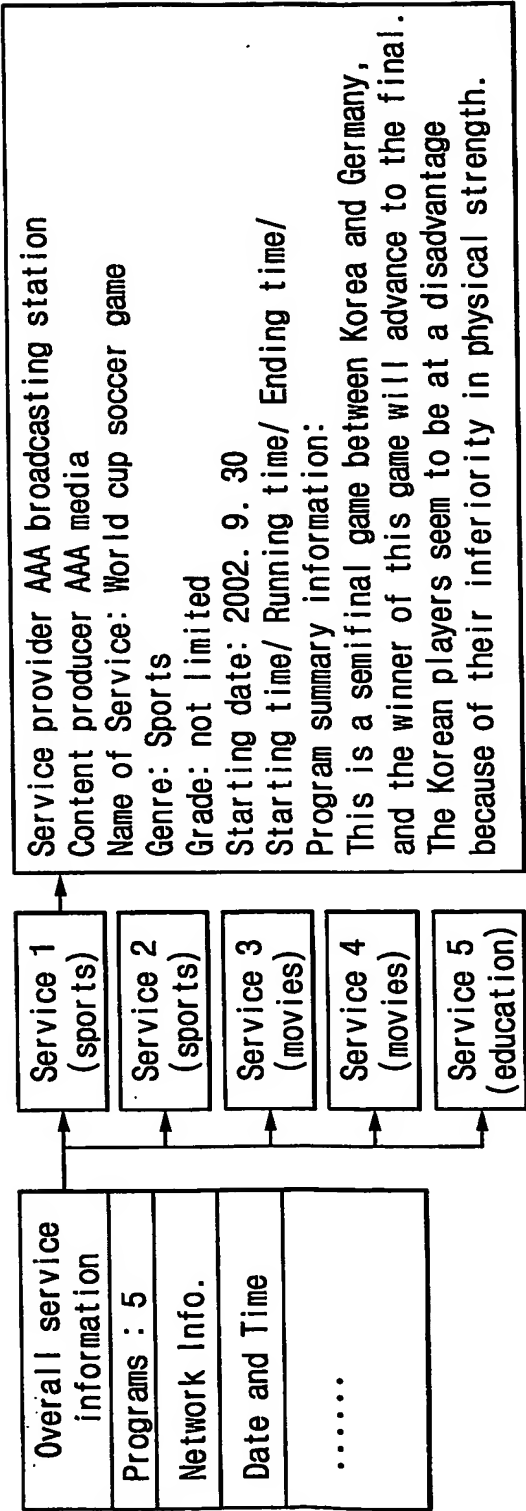 Overall service
information
Programs : 5
Network Info.
Date and Time
......
Service 1
(sports)
Service 2
(sports)
Service 3
(movies)
Service 4
(movies)
Service 5
(education)
Service provider AAA broadcasting station
Content producer AAA media
Name of Service: World cup soccer game
Genre: Sports
Grade: not limited
Starting date: 2002. 9. 30
Starting time/ Running time/ Ending time/
Program summary information:
This is a semifinal game between Korea and Germany,
and the winner of this game will advance to the final.
The Korean players seem to be at a disadvantage
because of their inferiority in physical strength.